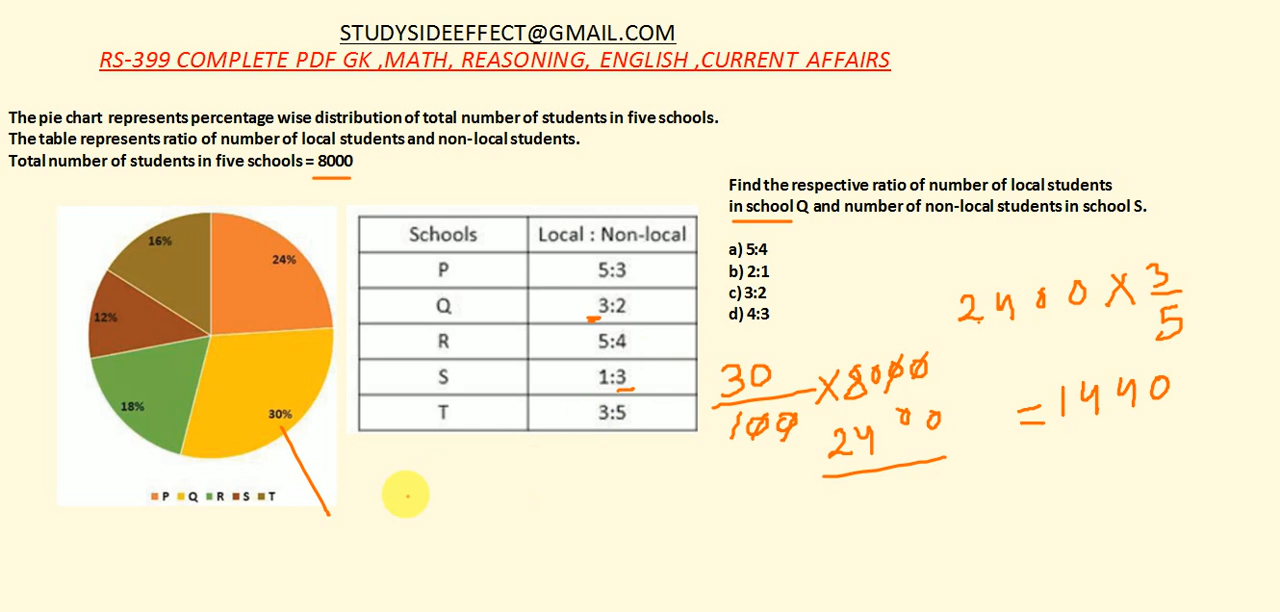 STUDYSIDEEFFECT@GMAIL.COM
RS-399 COMPLETE PDF GK ,MATH, REASONING, ENGLISH ,CURRENT AFFAIRS
The pie chart represents percentage wise distribution of total number of students in five schools.
The table represents ratio of number of local students and non-local students.
Total number of students in five schools = 8000
Find the respective ratio of number of local students
in school Q and number of non-local students in school S.
a) 5:4
b) 2:1
c) 3:2
d) 4:3
16%
24%
12%
18%
30%
P Q R S T
Schools Local : Non-local
P 5:3
Q 3:2
R 5:4
S 1:3
T 3:5
30/100 × 8000
2400
2400 × 3/5
= 1440